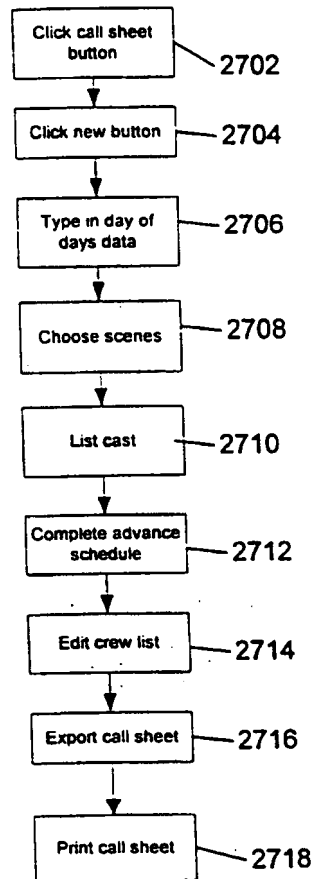 Click call sheet
button
2702
Click new button
2704
Type in day of
days data
2706
Choose scenes
2708
List cast
2710
Complete advance
schedule
2712
Edit crew list
2714
Export call sheet
2716
Print call sheet
2718